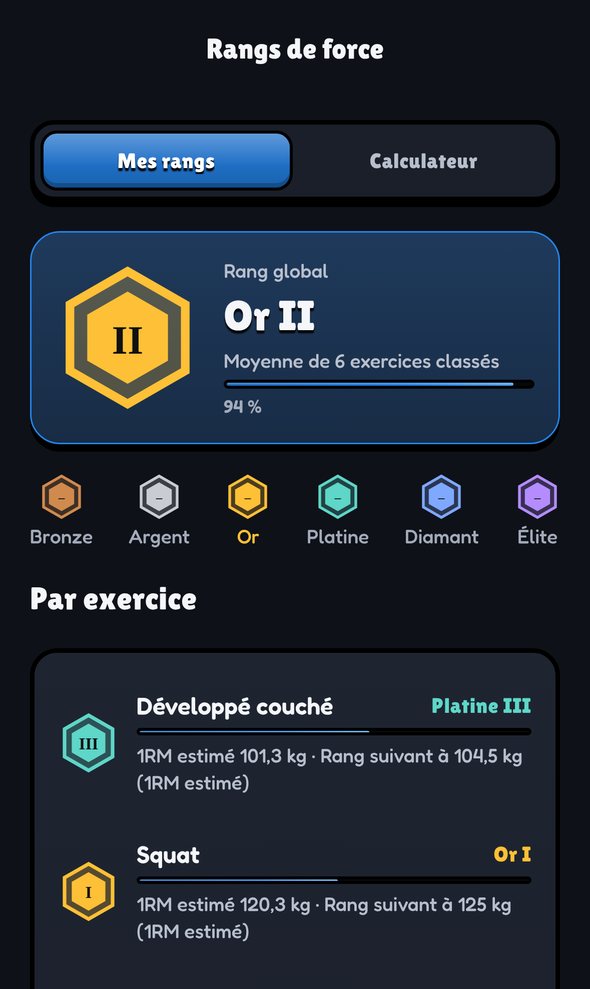 Rangs de force
Mes rangs
Calculateur
Rang global
II
Or II
Moyenne de 6 exercices classés
94 %
–
–
–
–
–
–
Bronze
Argent
Or
Platine
Diamant
Élite
Par exercice
Développé couché
Platine III
III
1RM estimé 101,3 kg · Rang suivant à 104,5 kg
(1RM estimé)
Squat
Or I
I
1RM estimé 120,3 kg · Rang suivant à 125 kg
(1RM estimé)